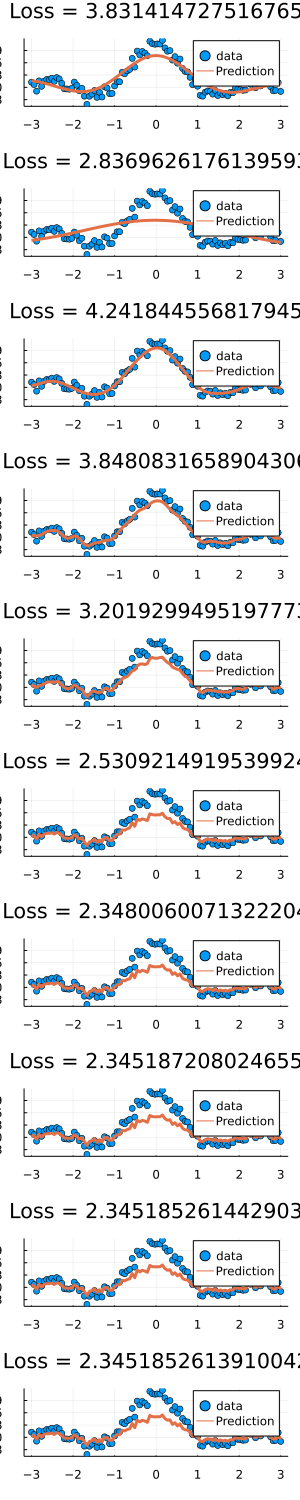 Loss = 3.831414727516765
data
Prediction
−3 −2 −1 0 1 2 3
Loss = 2.836962617613959
data
Prediction
−3 −2 −1 0 1 2 3
Loss = 4.241844556817945
data
Prediction
−3 −2 −1 0 1 2 3
Loss = 3.848083165890430
data
Prediction
−3 −2 −1 0 1 2 3
Loss = 3.201929949519777
data
Prediction
−3 −2 −1 0 1 2 3
Loss = 2.530921491953992
data
Prediction
−3 −2 −1 0 1 2 3
Loss = 2.348006007132220
data
Prediction
−3 −2 −1 0 1 2 3
Loss = 2.345187208024655
data
Prediction
−3 −2 −1 0 1 2 3
Loss = 2.345185261442903
data
Prediction
−3 −2 −1 0 1 2 3
Loss = 2.345185261391004
data
Prediction
−3 −2 −1 0 1 2 3